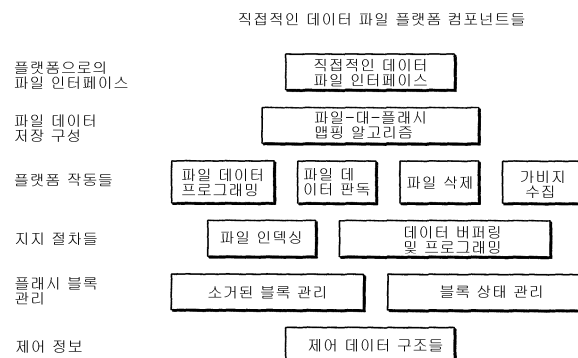 직접적인 데이터 파일 플랫폼 컴포넌트들
플랫폼으로의
파일 인터페이스
직접적인 데이터
파일 인터페이스
파일 데이터
저장 구성
파일-대-플래시
맵핑 알고리즘
플랫폼 작동들
파일 데이터
프로그래밍
파일 데
이터 판독
파일 삭제
가비지
수집
지지 절차들
파일 인덱싱
데이터 버퍼링
및 프로그래밍
플래시 블록
관리
소거된 블록 관리
블록 상태 관리
제어 정보
제어 데이터 구조들